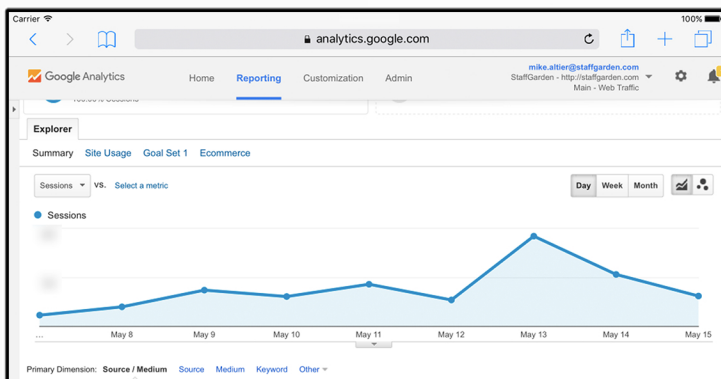 Carrier 100%
analytics.google.com
Google Analytics Home Reporting Customization Admin
mike.altier@staffgarden.com
StaffGarden - http://staffgarden.com
Main - Web Traffic
Explorer
Summary Site Usage Goal Set 1 Ecommerce
Sessions VS. Select a metric Day Week Month
Sessions
... May 8 May 9 May 10 May 11 May 12 May 13 May 14 May 15
Primary Dimension: Source / Medium Source Medium Keyword Other